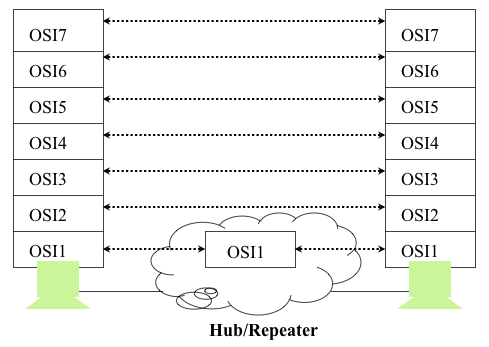 OSI7 OSI7
OSI6 OSI6
OSI5 OSI5
OSI4 OSI4
OSI3 OSI3
OSI2 OSI2
OSI1 OSI1 OSI1
Hub/Repeater